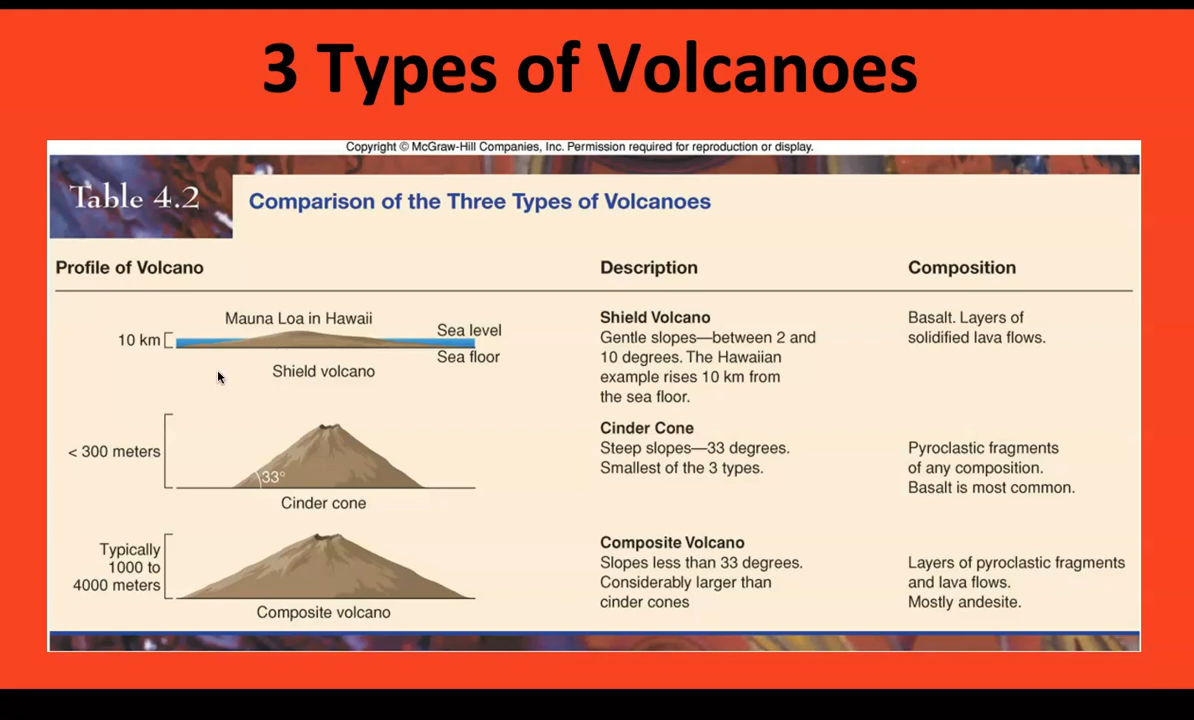 3 Types of Volcanoes
Copyright © McGraw-Hill Companies, Inc. Permission required for reproduction or display.
Table 4.2
Comparison of the Three Types of Volcanoes
Profile of Volcano
Description
Composition
Mauna Loa in Hawaii
10 km
Sea level
Sea floor
Shield volcano
Shield Volcano
Gentle slopes—between 2 and
10 degrees. The Hawaiian
example rises 10 km from
the sea floor.
Basalt. Layers of
solidified lava flows.
< 300 meters
33°
Cinder cone
Cinder Cone
Steep slopes—33 degrees.
Smallest of the 3 types.
Pyroclastic fragments
of any composition.
Basalt is most common.
Typically
1000 to
4000 meters
Composite volcano
Composite Volcano
Slopes less than 33 degrees.
Considerably larger than
cinder cones
Layers of pyroclastic fragments
and lava flows.
Mostly andesite.